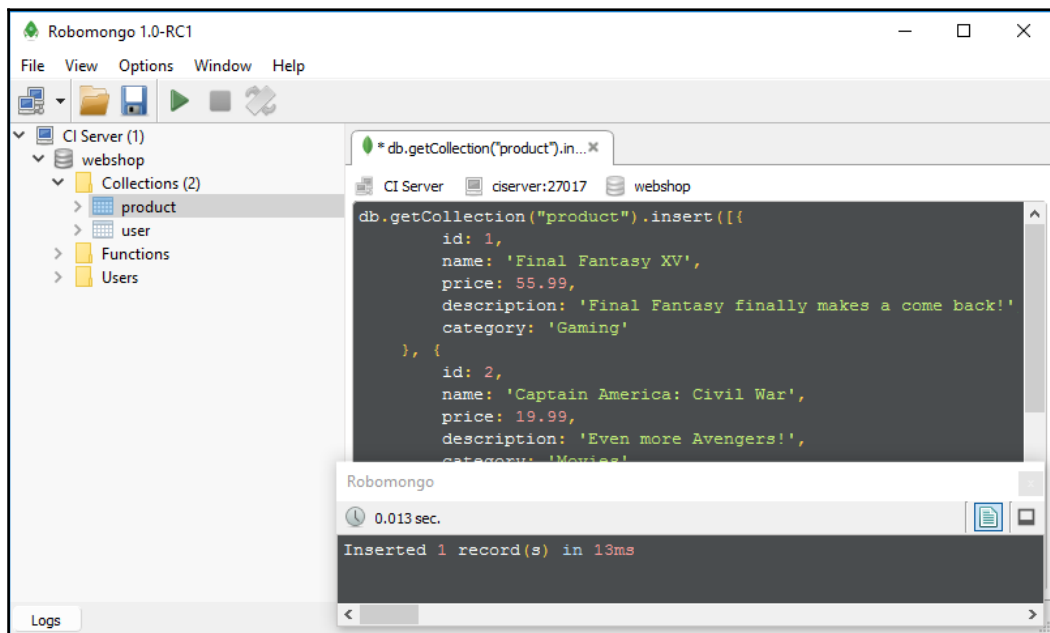 Robomongo 1.0-RC1
File View Options Window Help
CI Server (1)
webshop
Collections (2)
product
user
Functions
Users
* db.getCollection("product").in...
CI Server ciserver:27017 webshop
db.getCollection("product").insert([{
id: 1,
name: 'Final Fantasy XV',
price: 55.99,
description: 'Final Fantasy finally makes a come back!'
category: 'Gaming'
}, {
id: 2,
name: 'Captain America: Civil War',
price: 19.99,
description: 'Even more Avengers!',
category: 'Movies'
Robomongo
0.013 sec.
Inserted 1 record(s) in 13ms
Logs